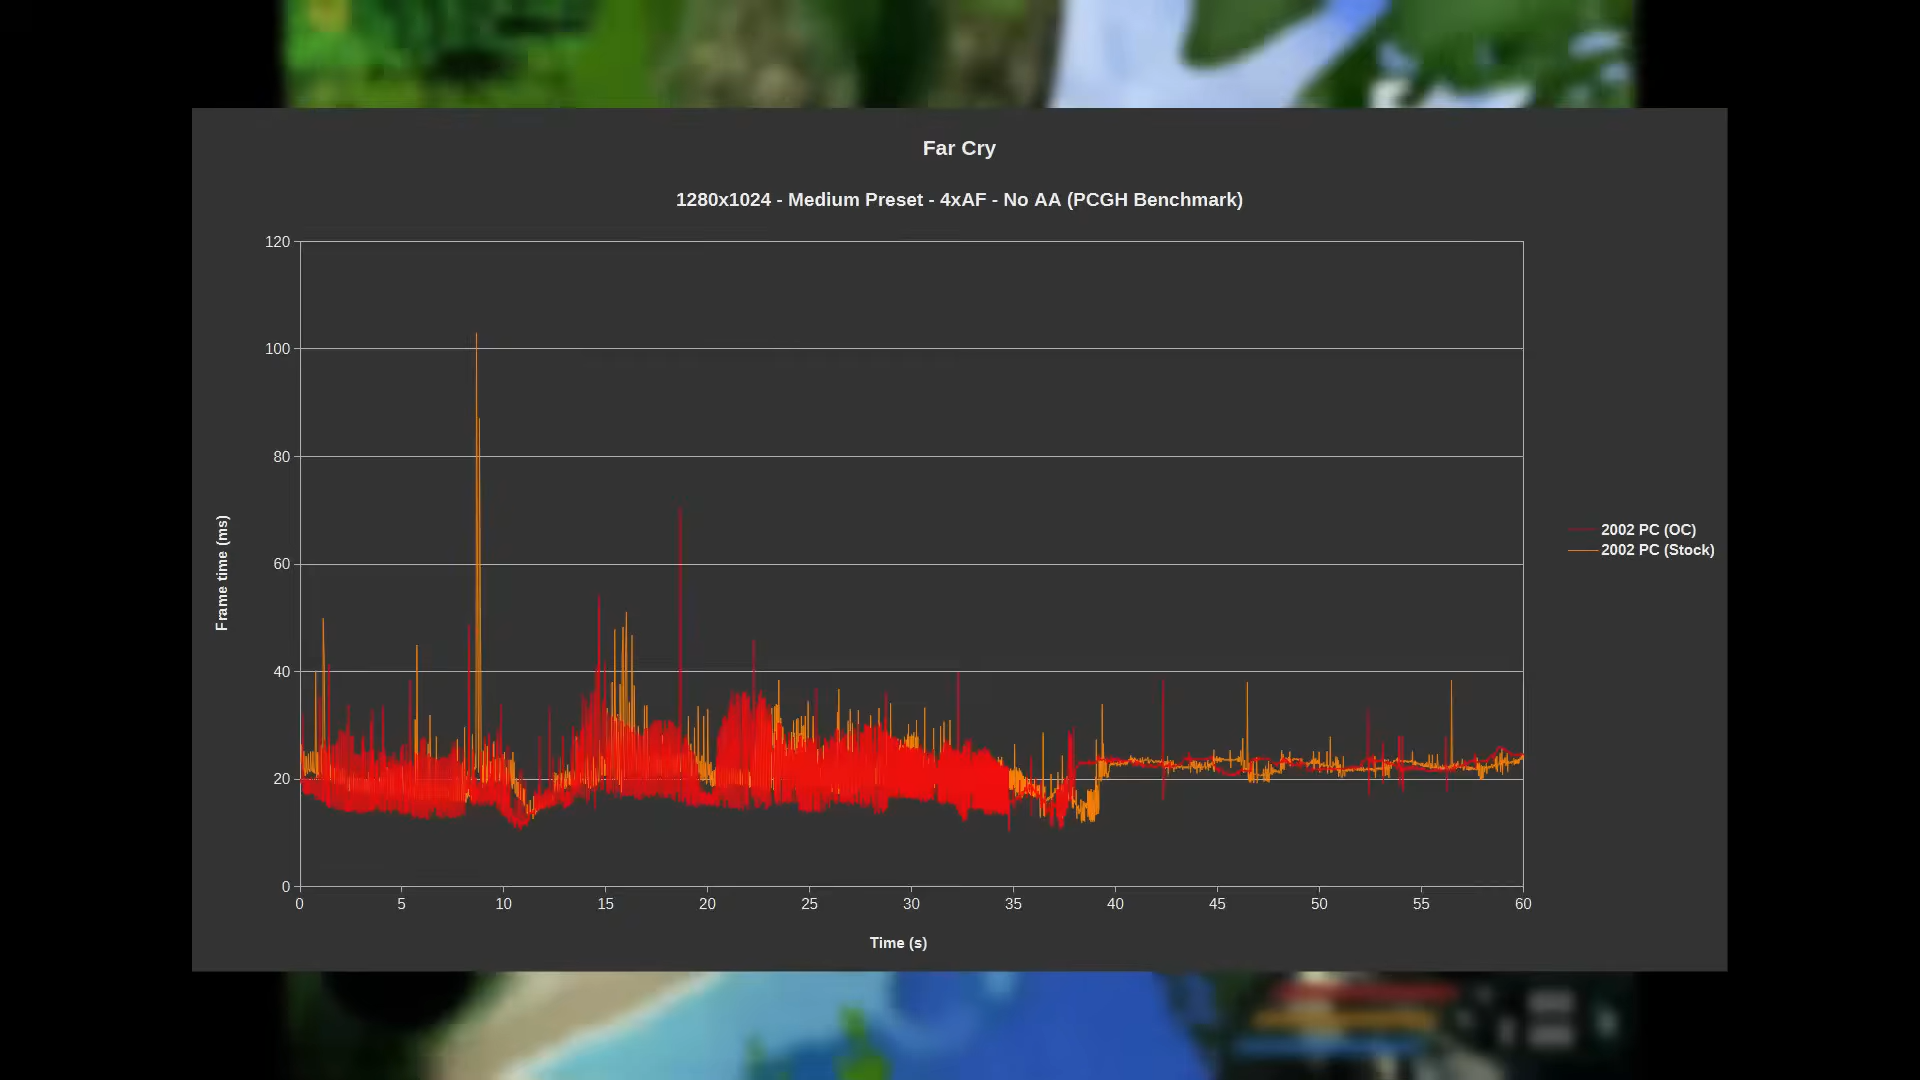 Far Cry
1280x1024 - Medium Preset - 4xAF - No AA (PCGH Benchmark)
120
100
80
60
40
20
0
Frame time (ms)
0 5 10 15 20 25 30 35 40 45 50 55 60
Time (s)
2002 PC (OC)
2002 PC (Stock)